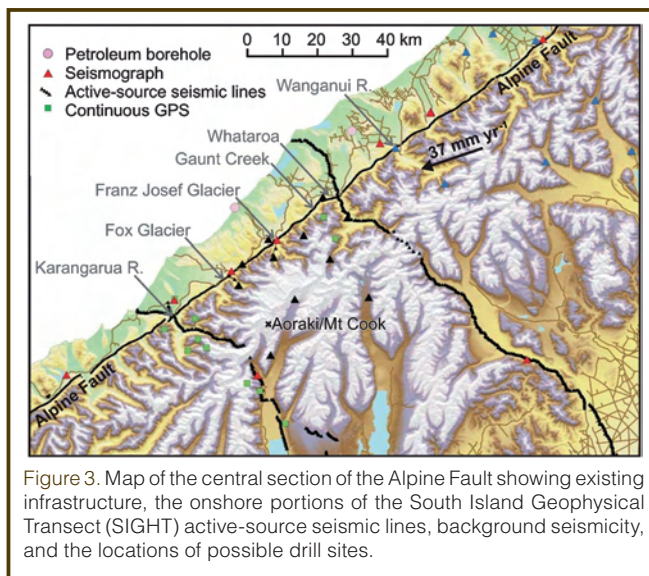 Petroleum borehole
Seismograph
Active-source seismic lines
Continuous GPS
0 10 20 30 40 km
Wanganui R.
Alpine Fault
37 mm yr-¹
Whataroa
Gaunt Creek
Franz Josef Glacier
Fox Glacier
Karangarua R.
Aoraki/Mt Cook
Alpine Fault
Figure 3. Map of the central section of the Alpine Fault showing existing
infrastructure, the onshore portions of the South Island Geophysical
Transect (SIGHT) active-source seismic lines, background seismicity,
and the locations of possible drill sites.